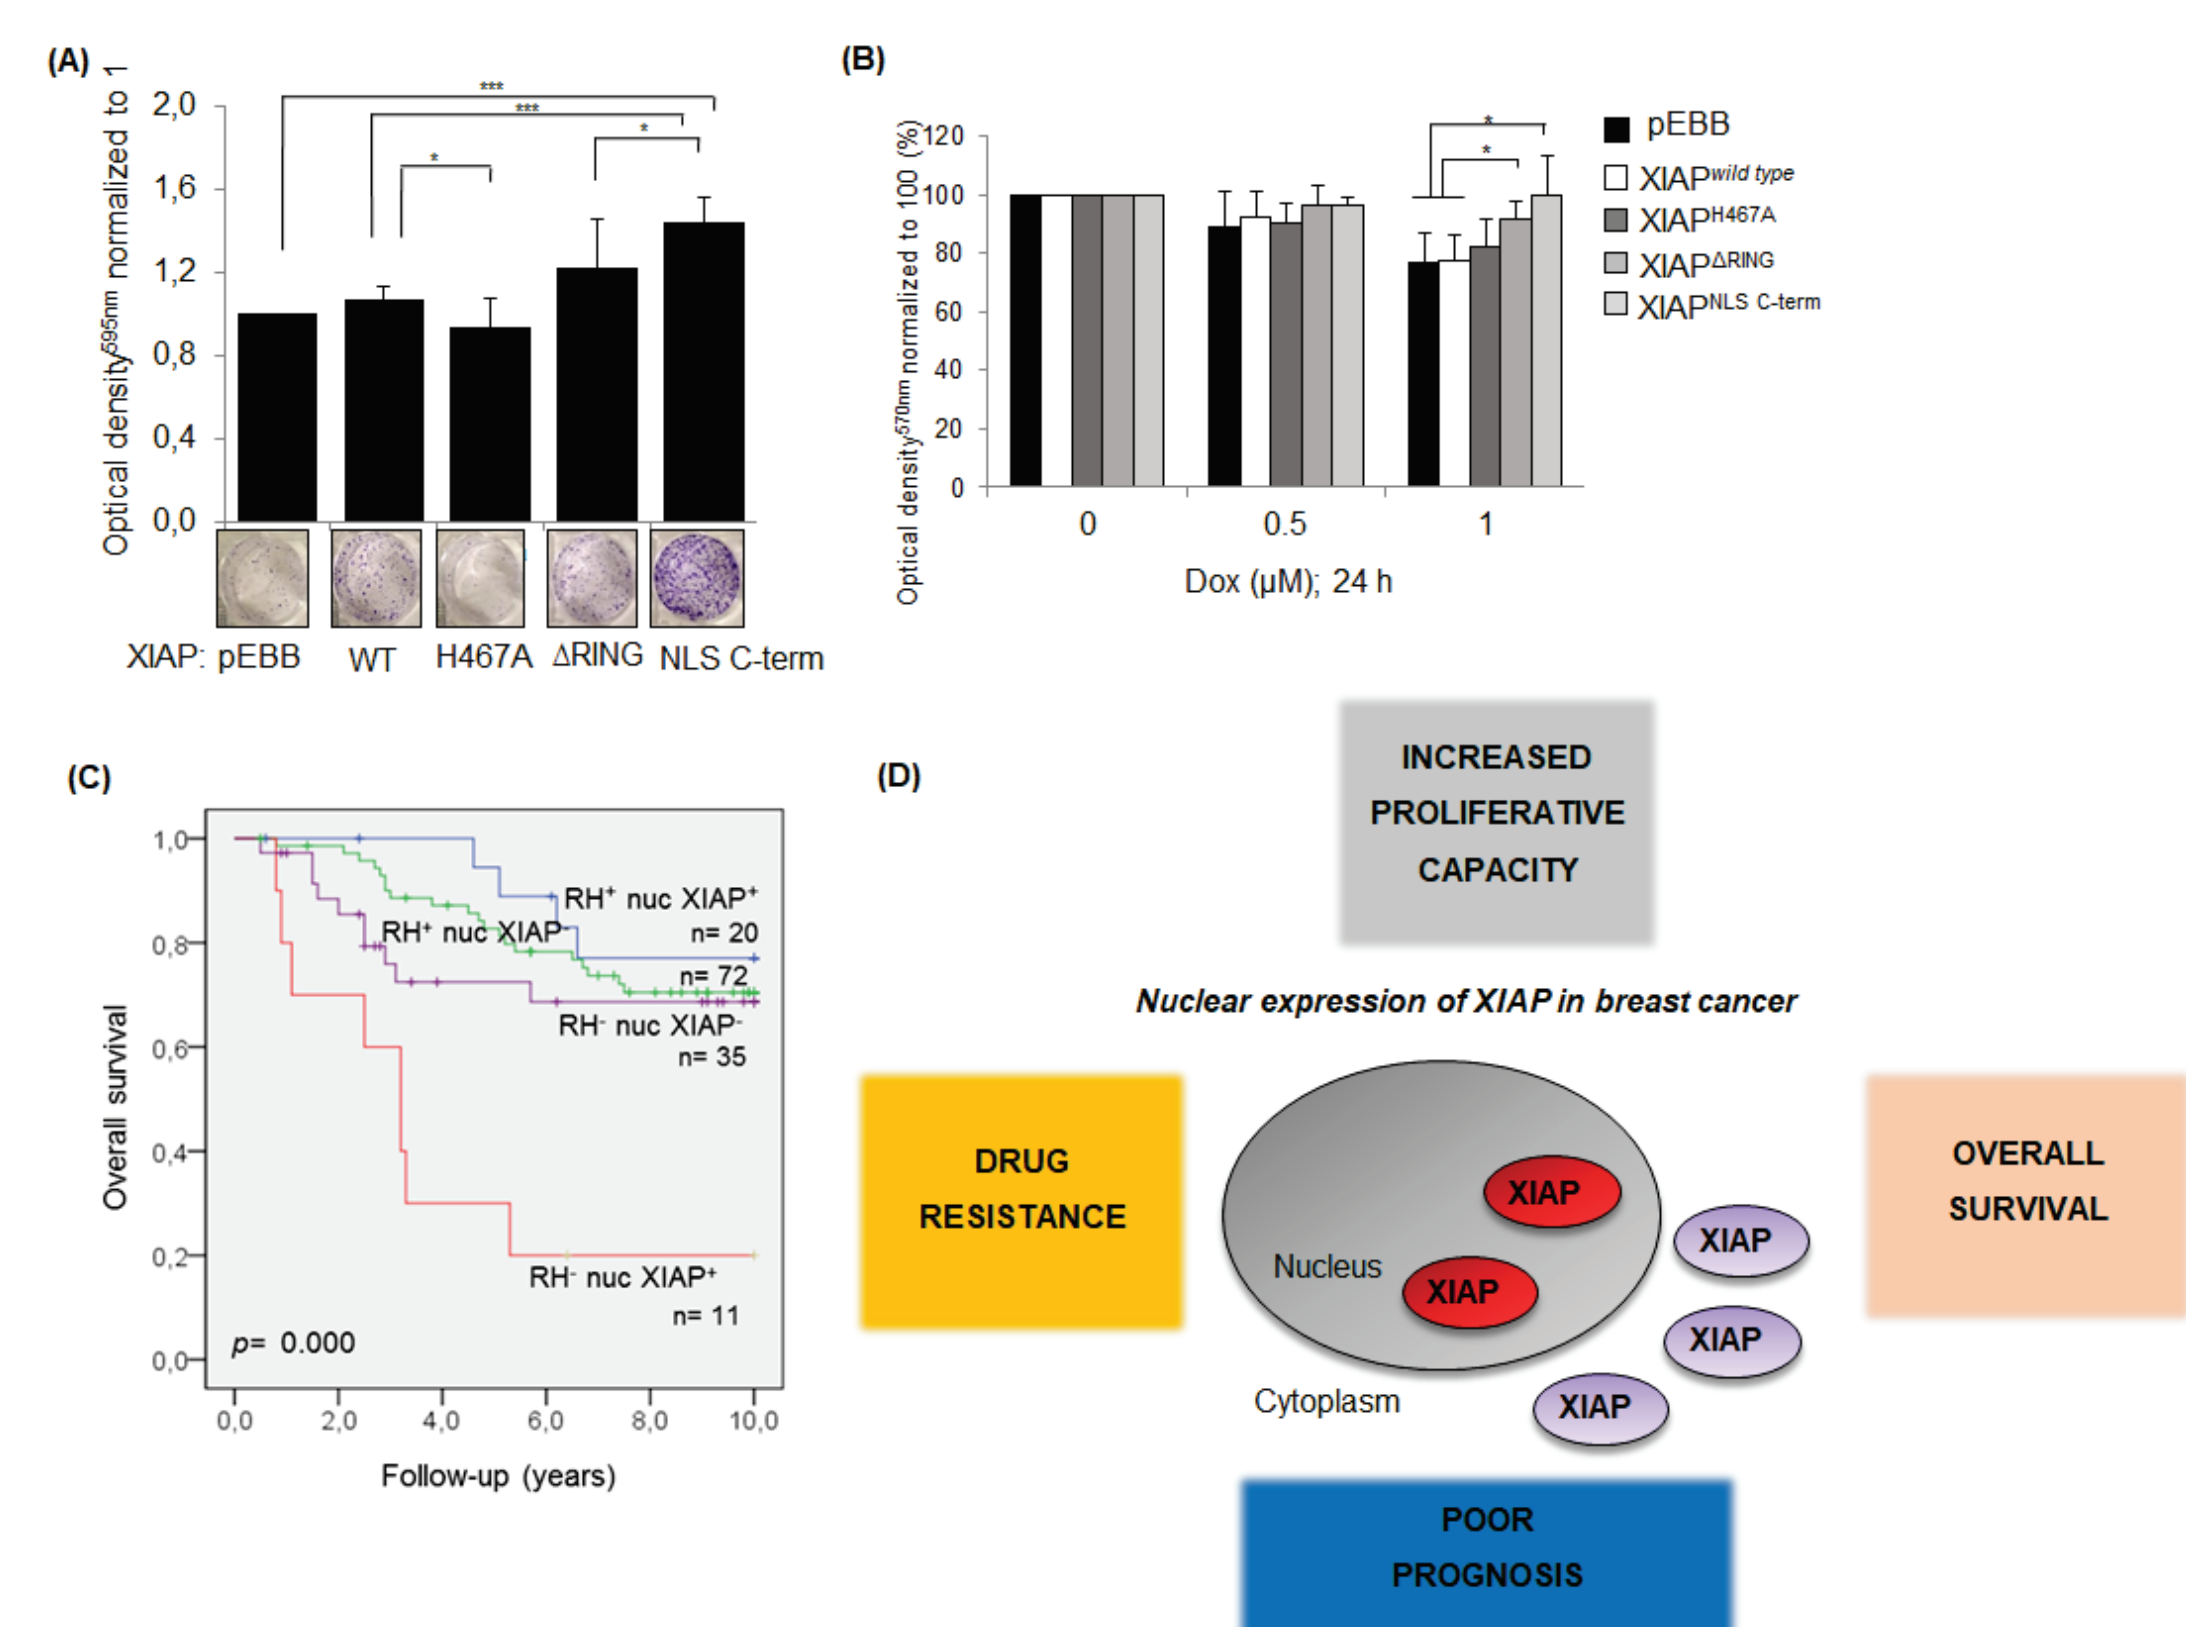 (A)
Optical density595nm normalized to 1
2,0
1,6
1,2
0,8
0,4
0,0
***
***
*
*
XIAP: pEBB WT H467A ΔRING NLS C-term
(B)
Optical density570nm normalized to 100 (%)
120
100
80
60
40
20
0
*
*
0 0.5 1
Dox (µM); 24 h
pEBB
XIAPwild type
XIAPH467A
XIAPΔRING
XIAPNLS C-term
(C)
Overall survival
1,0
0,8
0,6
0,4
0,2
0,0
RH+ nuc XIAP+
n= 20
RH+ nuc XIAP-
n= 72
RH- nuc XIAP-
n= 35
RH- nuc XIAP+
n= 11
p= 0.000
0,0 2,0 4,0 6,0 8,0 10,0
Follow-up (years)
(D)
INCREASED
PROLIFERATIVE
CAPACITY
Nuclear expression of XIAP in breast cancer
DRUG
RESISTANCE
OVERALL
SURVIVAL
XIAP
XIAP
Nucleus
XIAP
XIAP
XIAP
Cytoplasm
POOR
PROGNOSIS